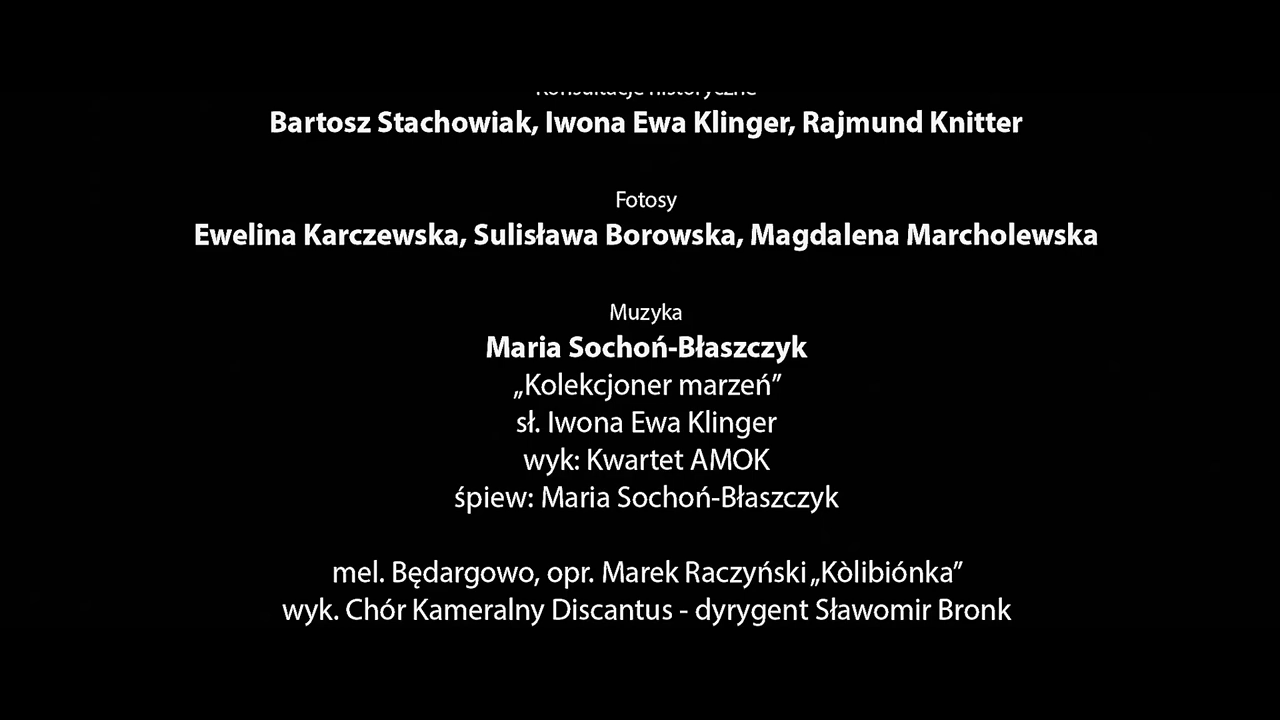 Konsultacje historyczne
Bartosz Stachowiak, Iwona Ewa Klinger, Rajmund Knitter
Fotosy
Ewelina Karczewska, Sulisława Borowska, Magdalena Marcholewska
Muzyka
Maria Sochoń-Błaszczyk
„Kolekcjoner marzeń”
sł. Iwona Ewa Klinger
wyk: Kwartet AMOK
śpiew: Maria Sochoń-Błaszczyk
mel. Będargowo, opr. Marek Raczyński „Kòlibiónka”
wyk. Chór Kameralny Discantus - dyrygent Sławomir Bronk